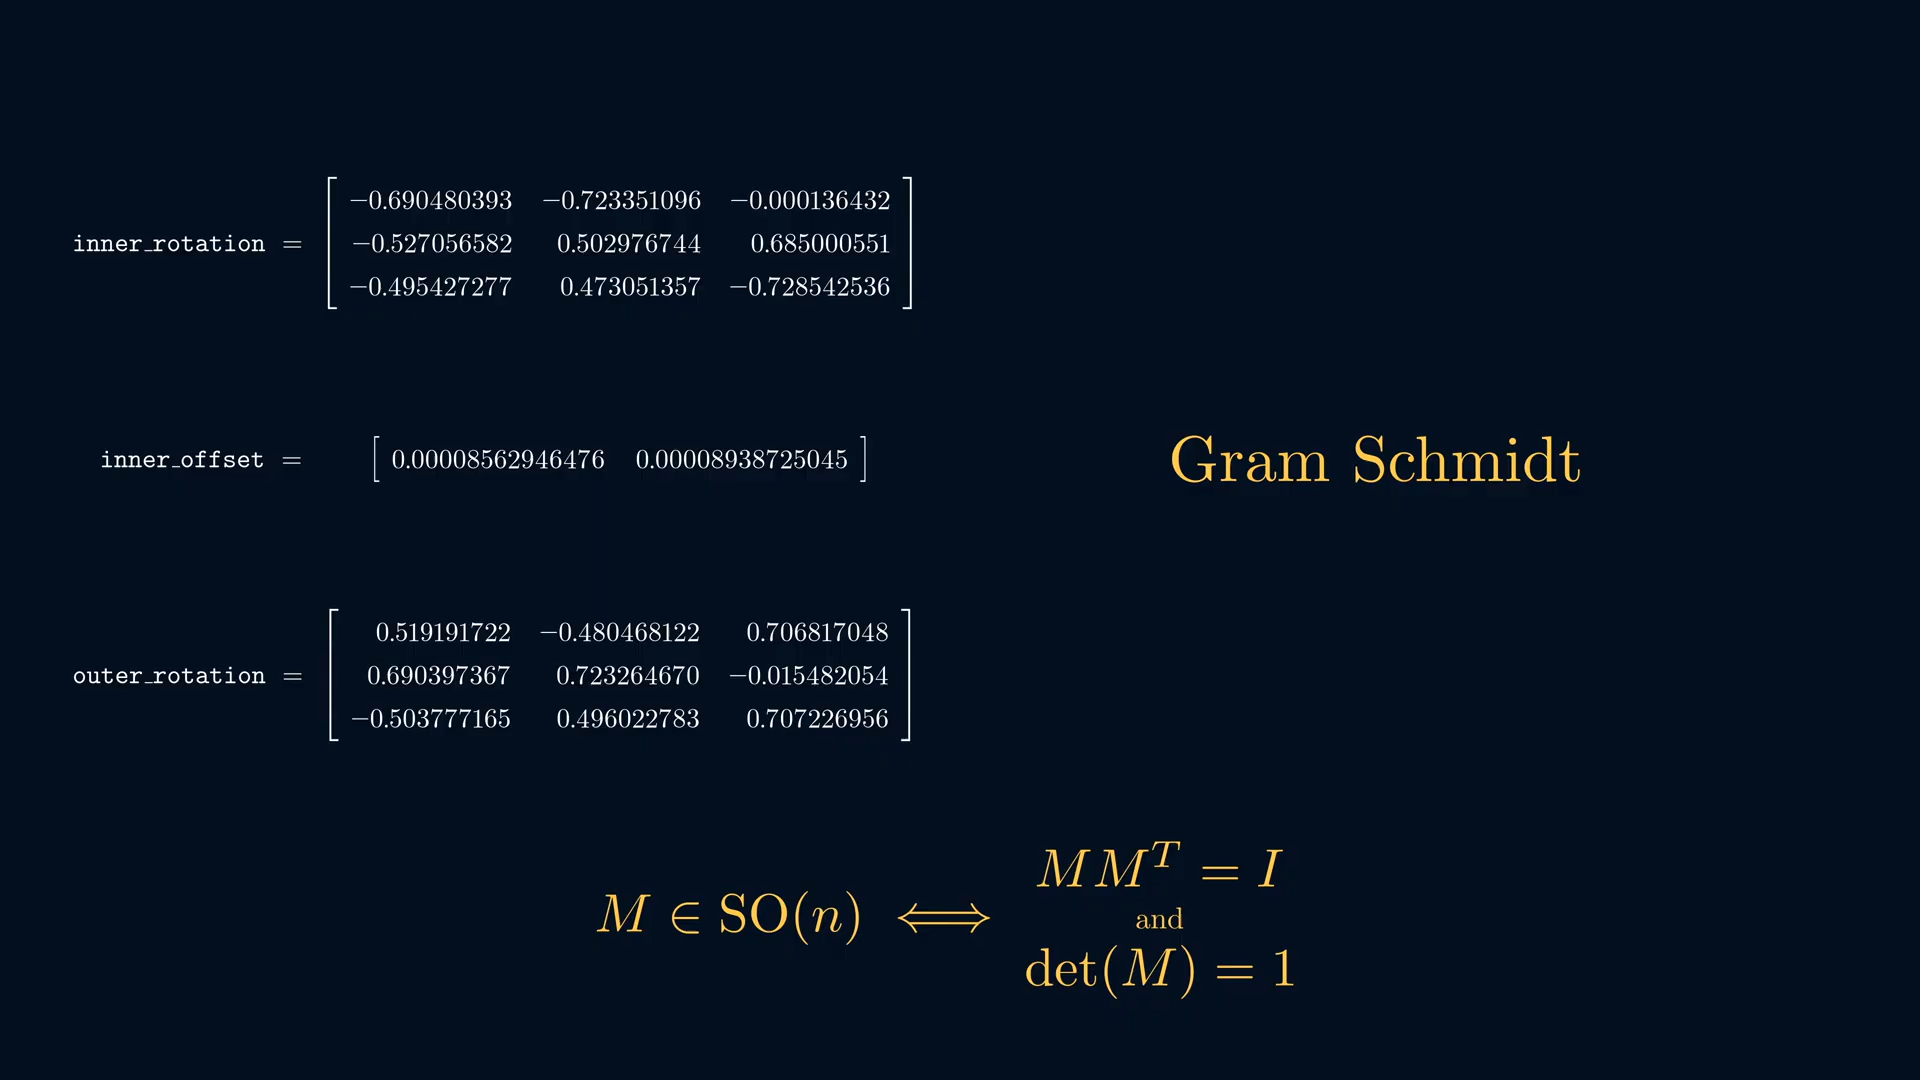 −0.690480393 −0.723351096 −0.000136432
inner_rotation = −0.527056582 0.502976744 0.685000551
−0.495427277 0.473051357 −0.728542536
inner_offset = [ 0.00008562946476 0.00008938725045 ]
Gram Schmidt
0.519191722 −0.480468122 0.706817048
outer_rotation = 0.690397367 0.723264670 −0.015482054
−0.503777165 0.496022783 0.707226956
M ∈ SO(n) ⟺
MM^T = I
and
det(M) = 1